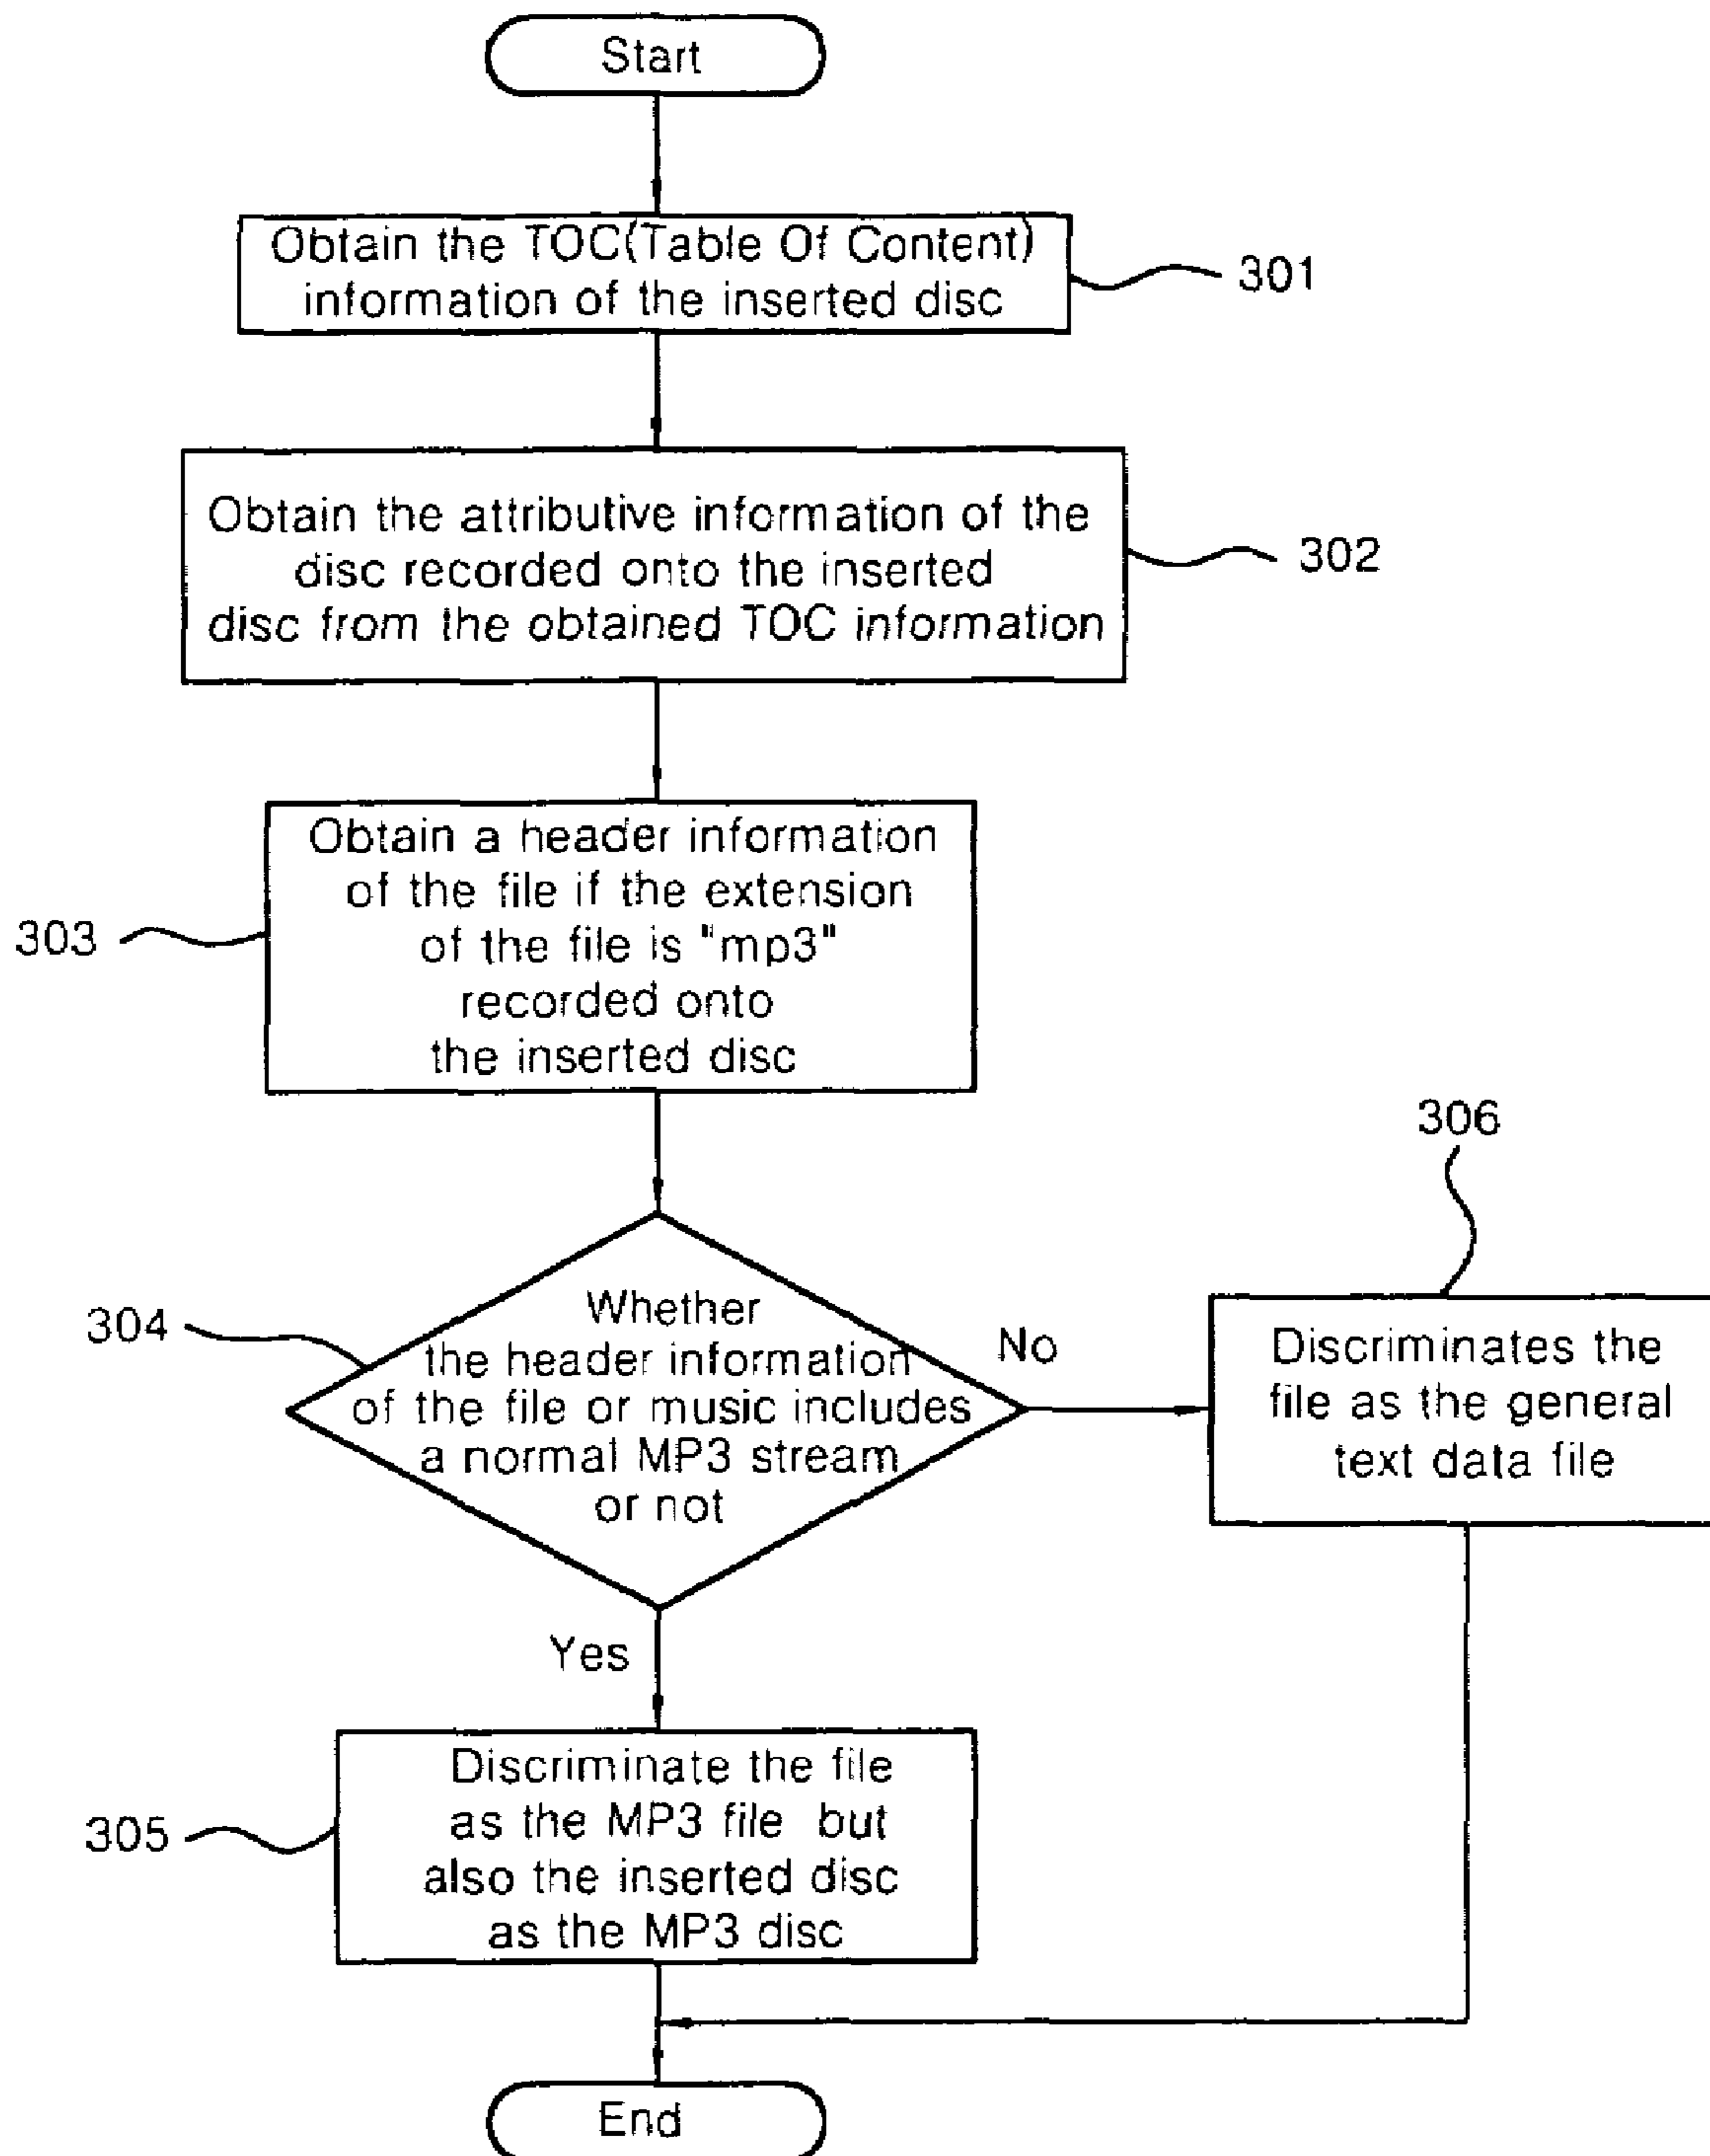 Start
Obtain the TOC(Table Of Content)
information of the inserted disc
301
Obtain the attributive information of the
disc recorded onto the inserted
disc from the obtained TOC information
302
Obtain a header information
of the file if the extension
of the file is "mp3"
recorded onto
the inserted disc
303
306
304
Whether
the header information
of the file or music includes
a normal MP3 stream
or not
No
Discriminates the
file as the general
text data file
Yes
Discriminate the file
as the MP3 file but
also the inserted disc
as the MP3 disc
305
End